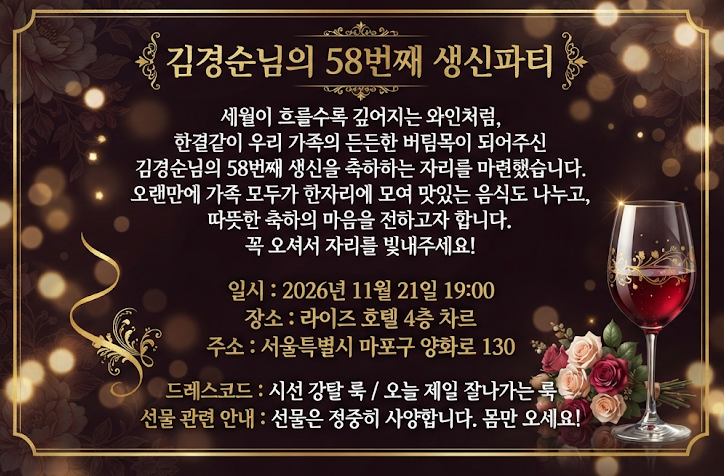 김경순님의 58번째 생신파티
세월이 흐를수록 깊어지는 와인처럼,
한결같이 우리 가족의 든든한 버팀목이 되어주신
김경순님의 58번째 생신을 축하하는 자리를 마련했습니다.
오랜만에 가족 모두가 한자리에 모여 맛있는 음식도 나누고,
따뜻한 축하의 마음을 전하고자 합니다.
꼭 오셔서 자리를 빛내주세요!
일시 : 2026년 11월 21일 19:00
장소 : 라이즈 호텔 4층 차르
주소 : 서울특별시 마포구 양화로 130
드레스코드 : 시선 강탈 룩 / 오늘 제일 잘나가는 룩
선물 관련 안내 : 선물은 정중히 사양합니다. 몸만 오세요!